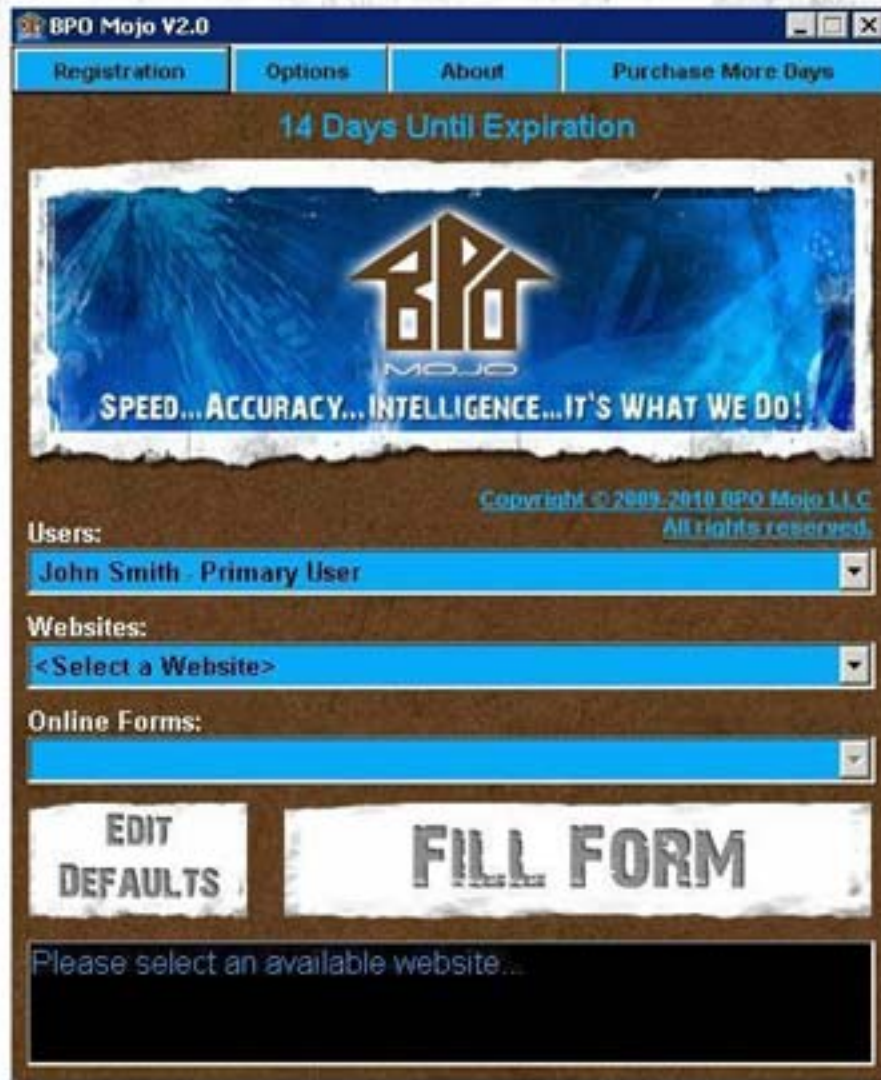 BPO Mojo V2.0
Registration Options About Purchase More Days
14 Days Until Expiration
BPO
MOJO
SPEED...ACCURACY...INTELLIGENCE...IT'S WHAT WE DO!
Copyright © 2009-2010 BPO Mojo LLC
All rights reserved.
Users:
John Smith - Primary User
Websites:
<Select a Website>
Online Forms:
EDIT
DEFAULTS
FILL FORM
Please select an available website...